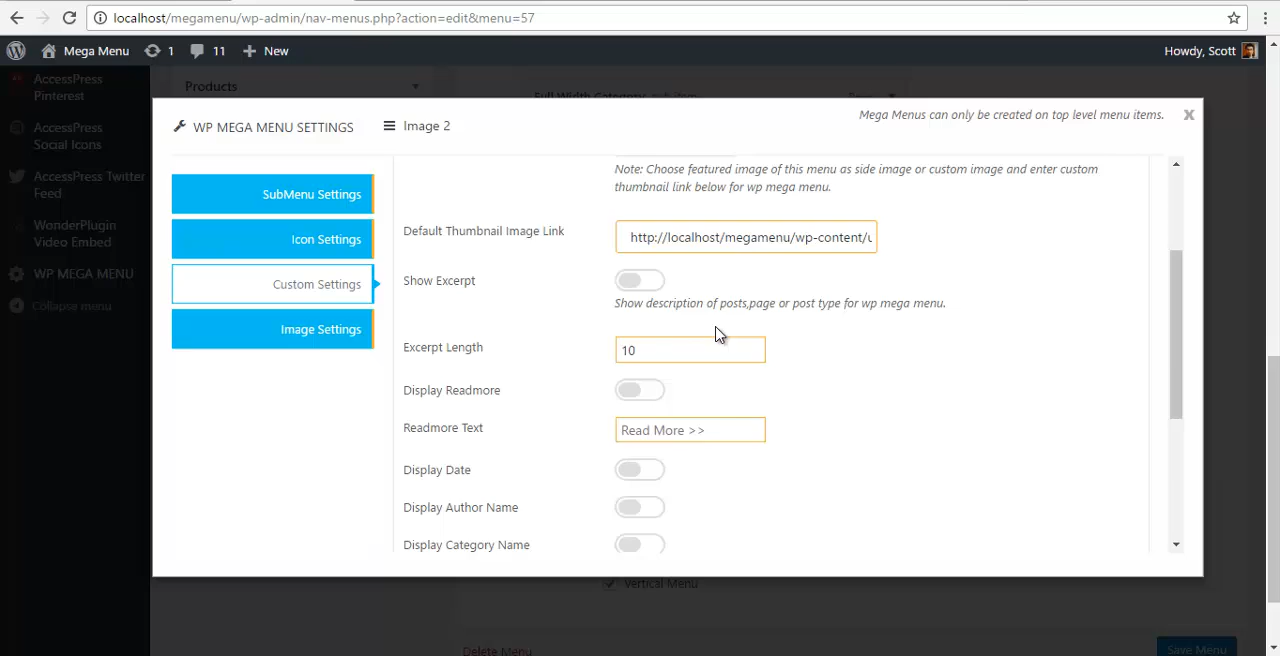 localhost/megamenu/wp-admin/nav-menus.php?action=edit&menu=57
Mega Menu 1 11 New
Howdy, Scott
AccessPress
Pinterest
AccessPress
Social Icons
AccessPress Twitter
Feed
WonderPlugin
Video Embed
WP MEGA MENU
Collapse menu
Products
Full Width Category sub item
WP MEGA MENU SETTINGS
Image 2
Mega Menus can only be created on top level menu items.
X
SubMenu Settings
Icon Settings
Custom Settings
Image Settings
Note: Choose featured image of this menu as side image or custom image and enter custom
thumbnail link below for wp mega menu.
Default Thumbnail Image Link
http://localhost/megamenu/wp-content/u
Show Excerpt
Show description of posts,page or post type for wp mega menu.
Excerpt Length
10
Display Readmore
Readmore Text
Read More >>
Display Date
Display Author Name
Display Category Name
Vertical Menu
Delete Menu
Save Menu